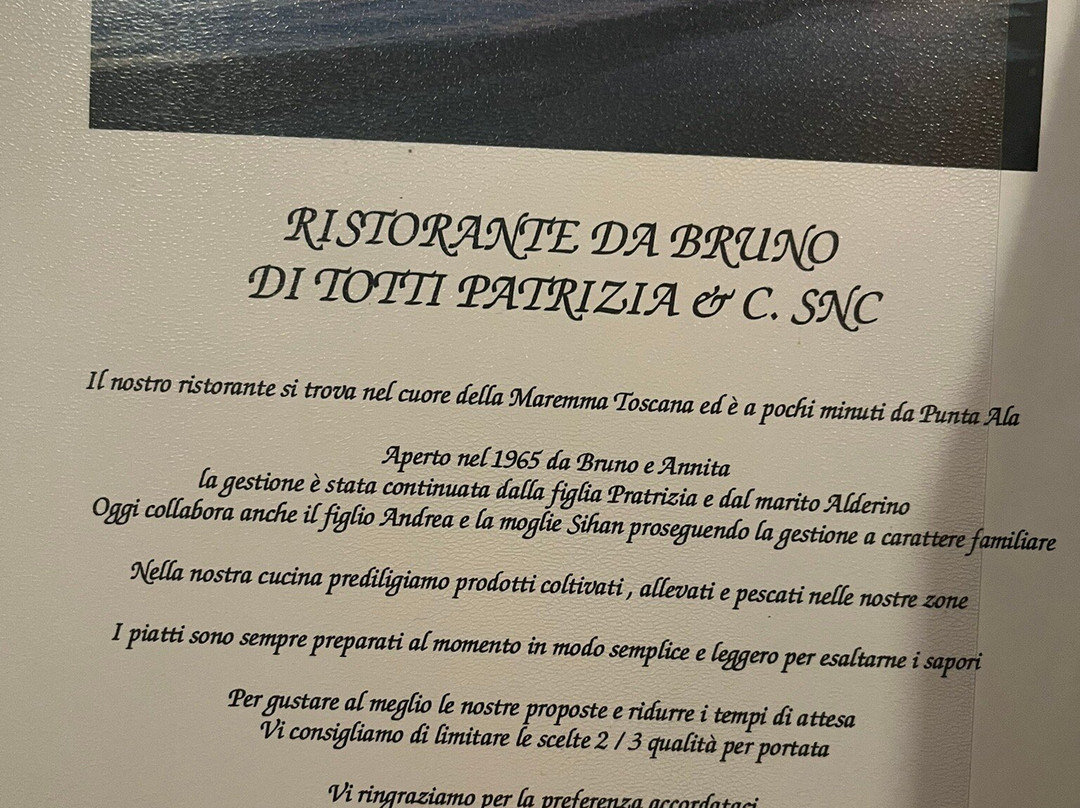 RISTORANTE DA BRUNO
DI TOTTI PATRIZIA & C. SNC
Il nostro ristorante si trova nel cuore della Maremma Toscana ed è a pochi minuti da Punta Ala
Aperto nel 1965 da Bruno e Annita
la gestione è stata continuata dalla figlia Pratrizia e dal marito Alderino
Oggi collabora anche il figlio Andrea e la moglie Sihan proseguendo la gestione a carattere familiare
Nella nostra cucina prediligiamo prodotti coltivati , allevati e pescati nelle nostre zone
I piatti sono sempre preparati al momento in modo semplice e leggero per esaltarne i sapori
Per gustare al meglio le nostre proposte e ridurre i tempi di attesa
Vi consigliamo di limitare le scelte 2 / 3 qualità per portata
Vi ringraziamo per la preferenza accordataci